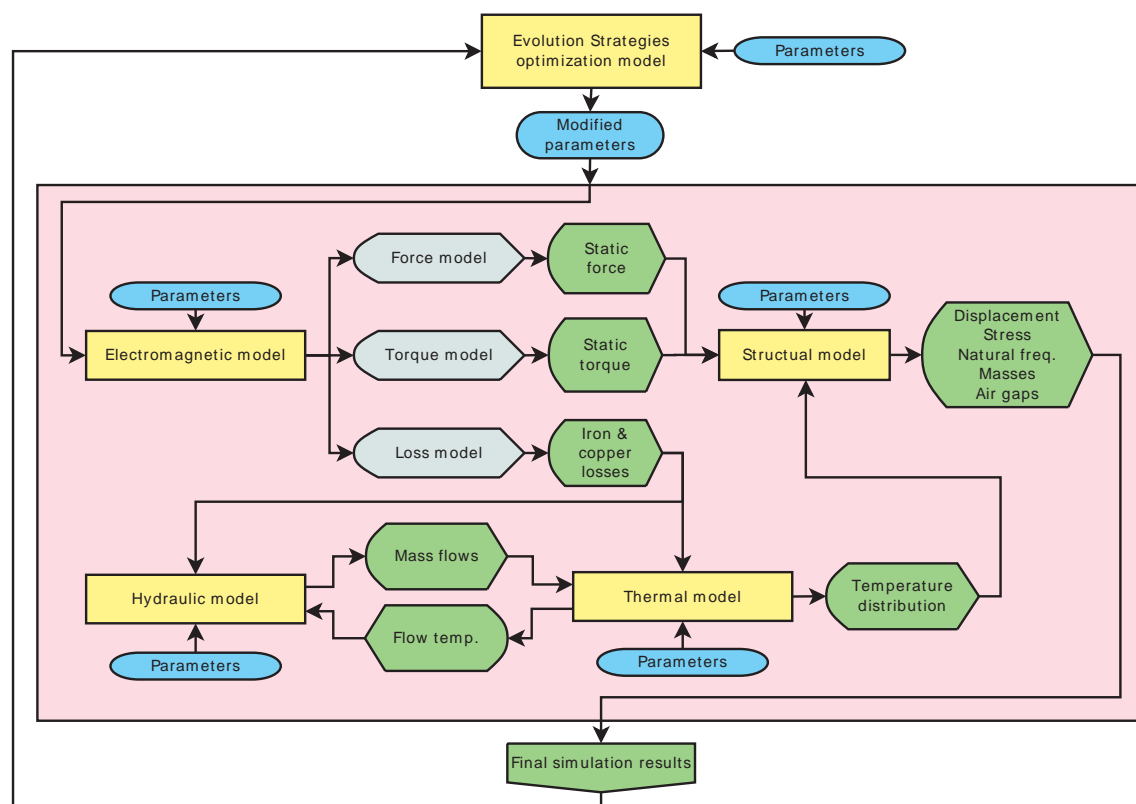 Evolution Strategies
optimization model
Parameters
Modified
parameters
Force model
Static
force
Parameters
Parameters
Displacement
Stress
Natural freq.
Masses
Air gaps
Electromagnetic model
Torque model
Static
torque
Structual model
Loss model
Iron &
copper
losses
Mass flows
Hydraulic model
Thermal model
Temperature
distribution
Flow temp.
Parameters
Parameters
Final simulation results